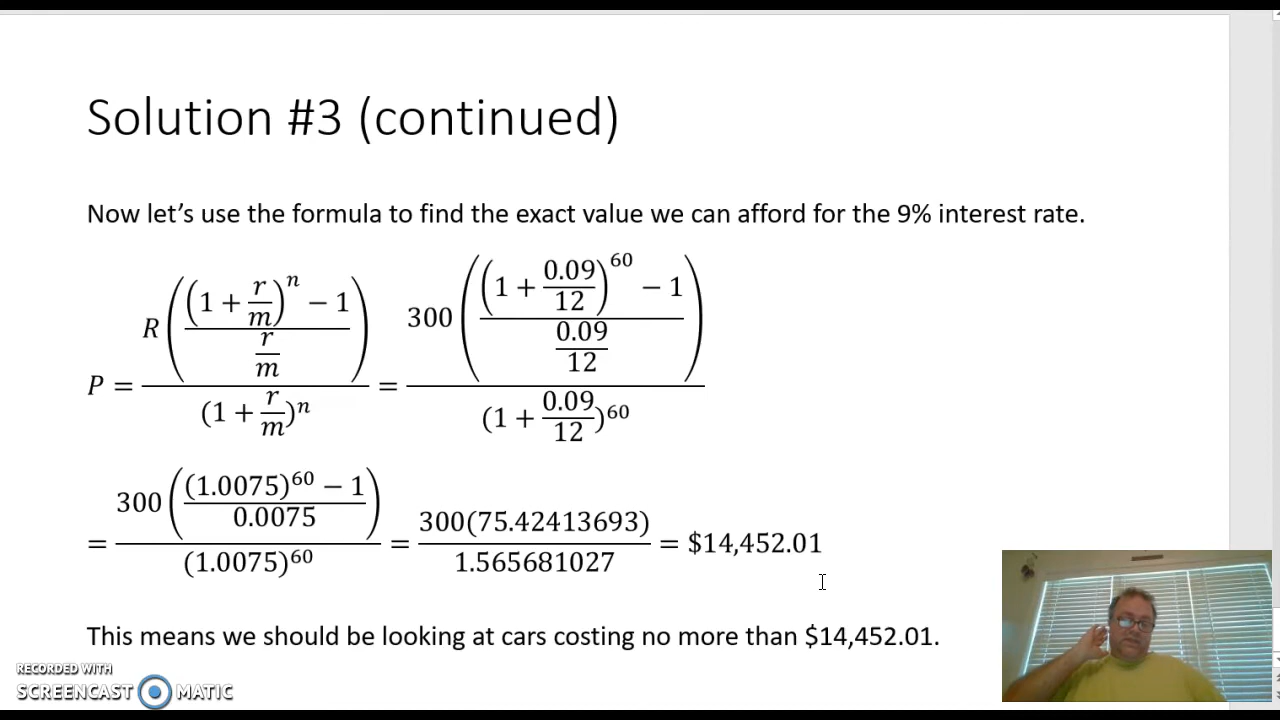 Solution #3 (continued)
Now let’s use the formula to find the exact value we can afford for the 9% interest rate.
P = R(((1 + r/m)^n − 1)/(r/m))/(1 + r/m)^n = 300(((1 + 0.09/12)^60 − 1)/(0.09/12))/(1 + 0.09/12)^60
= 300(((1.0075)^60 − 1)/0.0075)/(1.0075)^60 = 300(75.42413693)/1.565681027 = $14,452.01
This means we should be looking at cars costing no more than $14,452.01.
RECORDED WITH
SCREENCAST MATIC